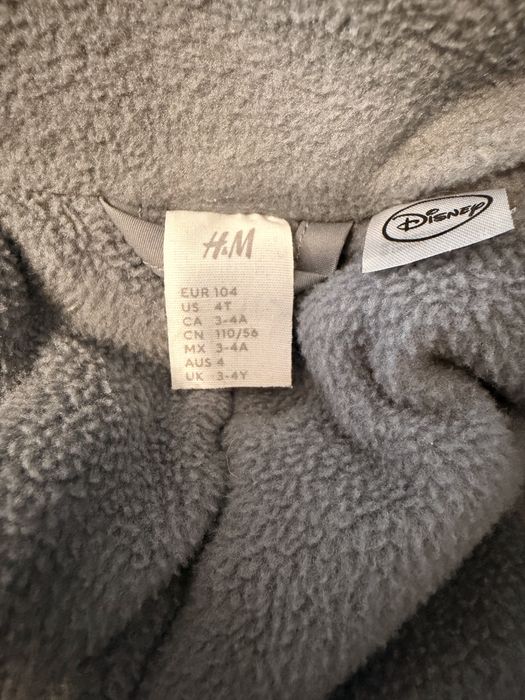 H&M
EUR 104
US 4T
CA 3-4A
CN 110/56
MX 3-4A
AUS 4
UK 3-4Y
DISNEY